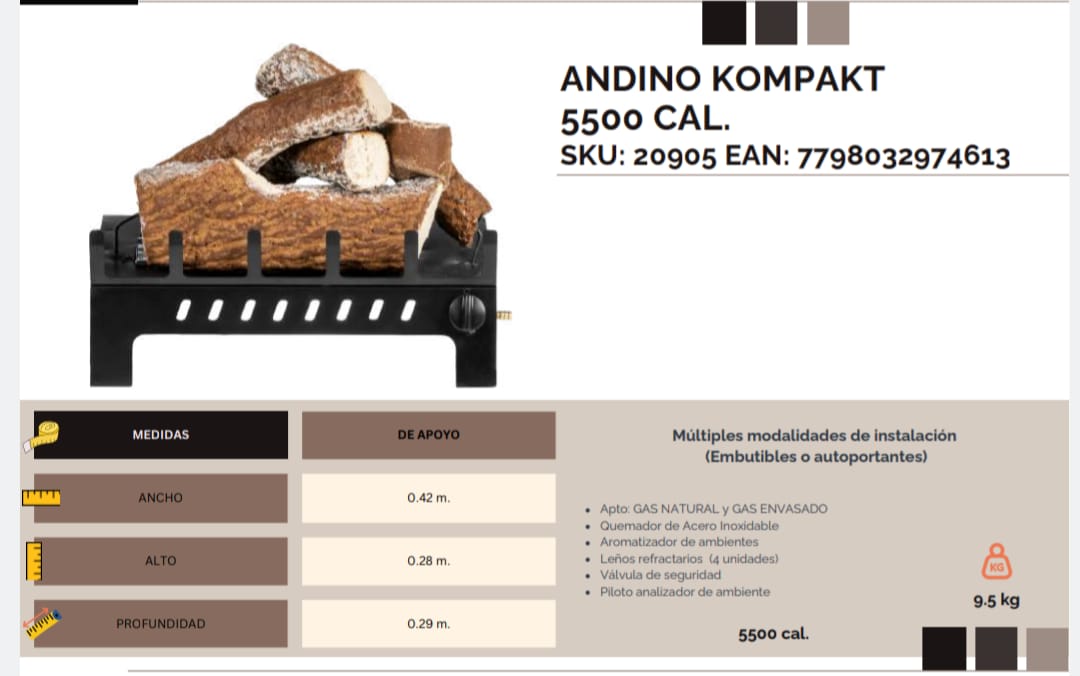 ANDINO KOMPAKT
5500 CAL.
SKU: 20905 EAN: 7798032974613
MEDIDAS
DE APOYO
ANCHO
0.42 m.
ALTO
0.28 m.
PROFUNDIDAD
0.29 m.
Múltiples modalidades de instalación
(Embutibles o autoportantes)
• Apto: GAS NATURAL y GAS ENVASADO
• Quemador de Acero Inoxidable
• Aromatizador de ambientes
• Leños refractarios (4 unidades)
• Válvula de seguridad
• Piloto analizador de ambiente
KG
9.5 kg
5500 cal.